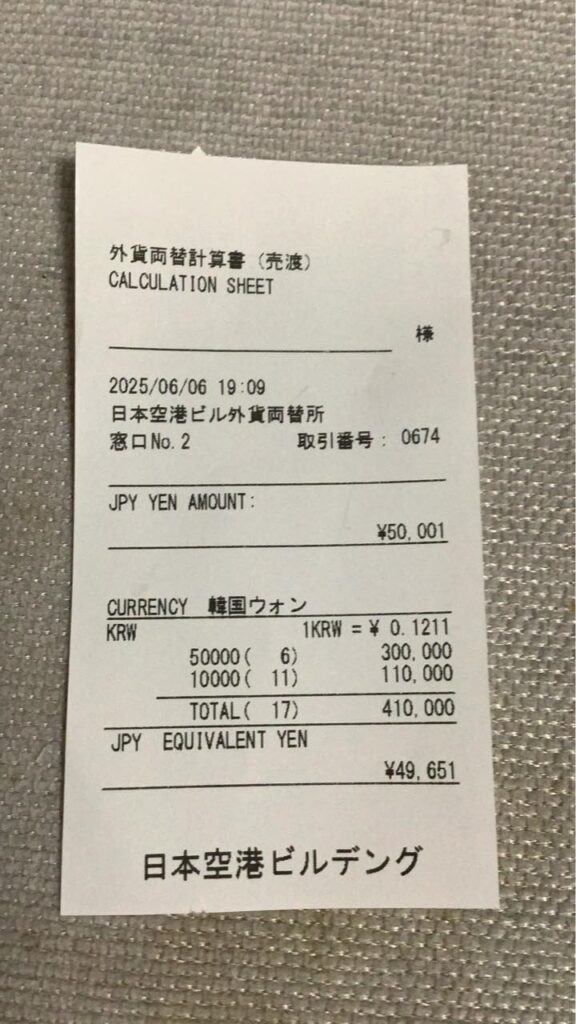 外貨両替計算書 (売渡)
CALCULATION SHEET
様
2025/06/06 19:09
日本空港ビル外貨両替所
窓口No. 2 取引番号: 0674
JPY YEN AMOUNT:
¥50,001
CURRENCY 韓国ウォン
KRW 1KRW =¥ 0.1211
50000( 6) 300,000
10000( 11) 110,000
TOTAL( 17) 410,000
JPY EQUIVALENT YEN
¥49,651
日本空港ビルデング